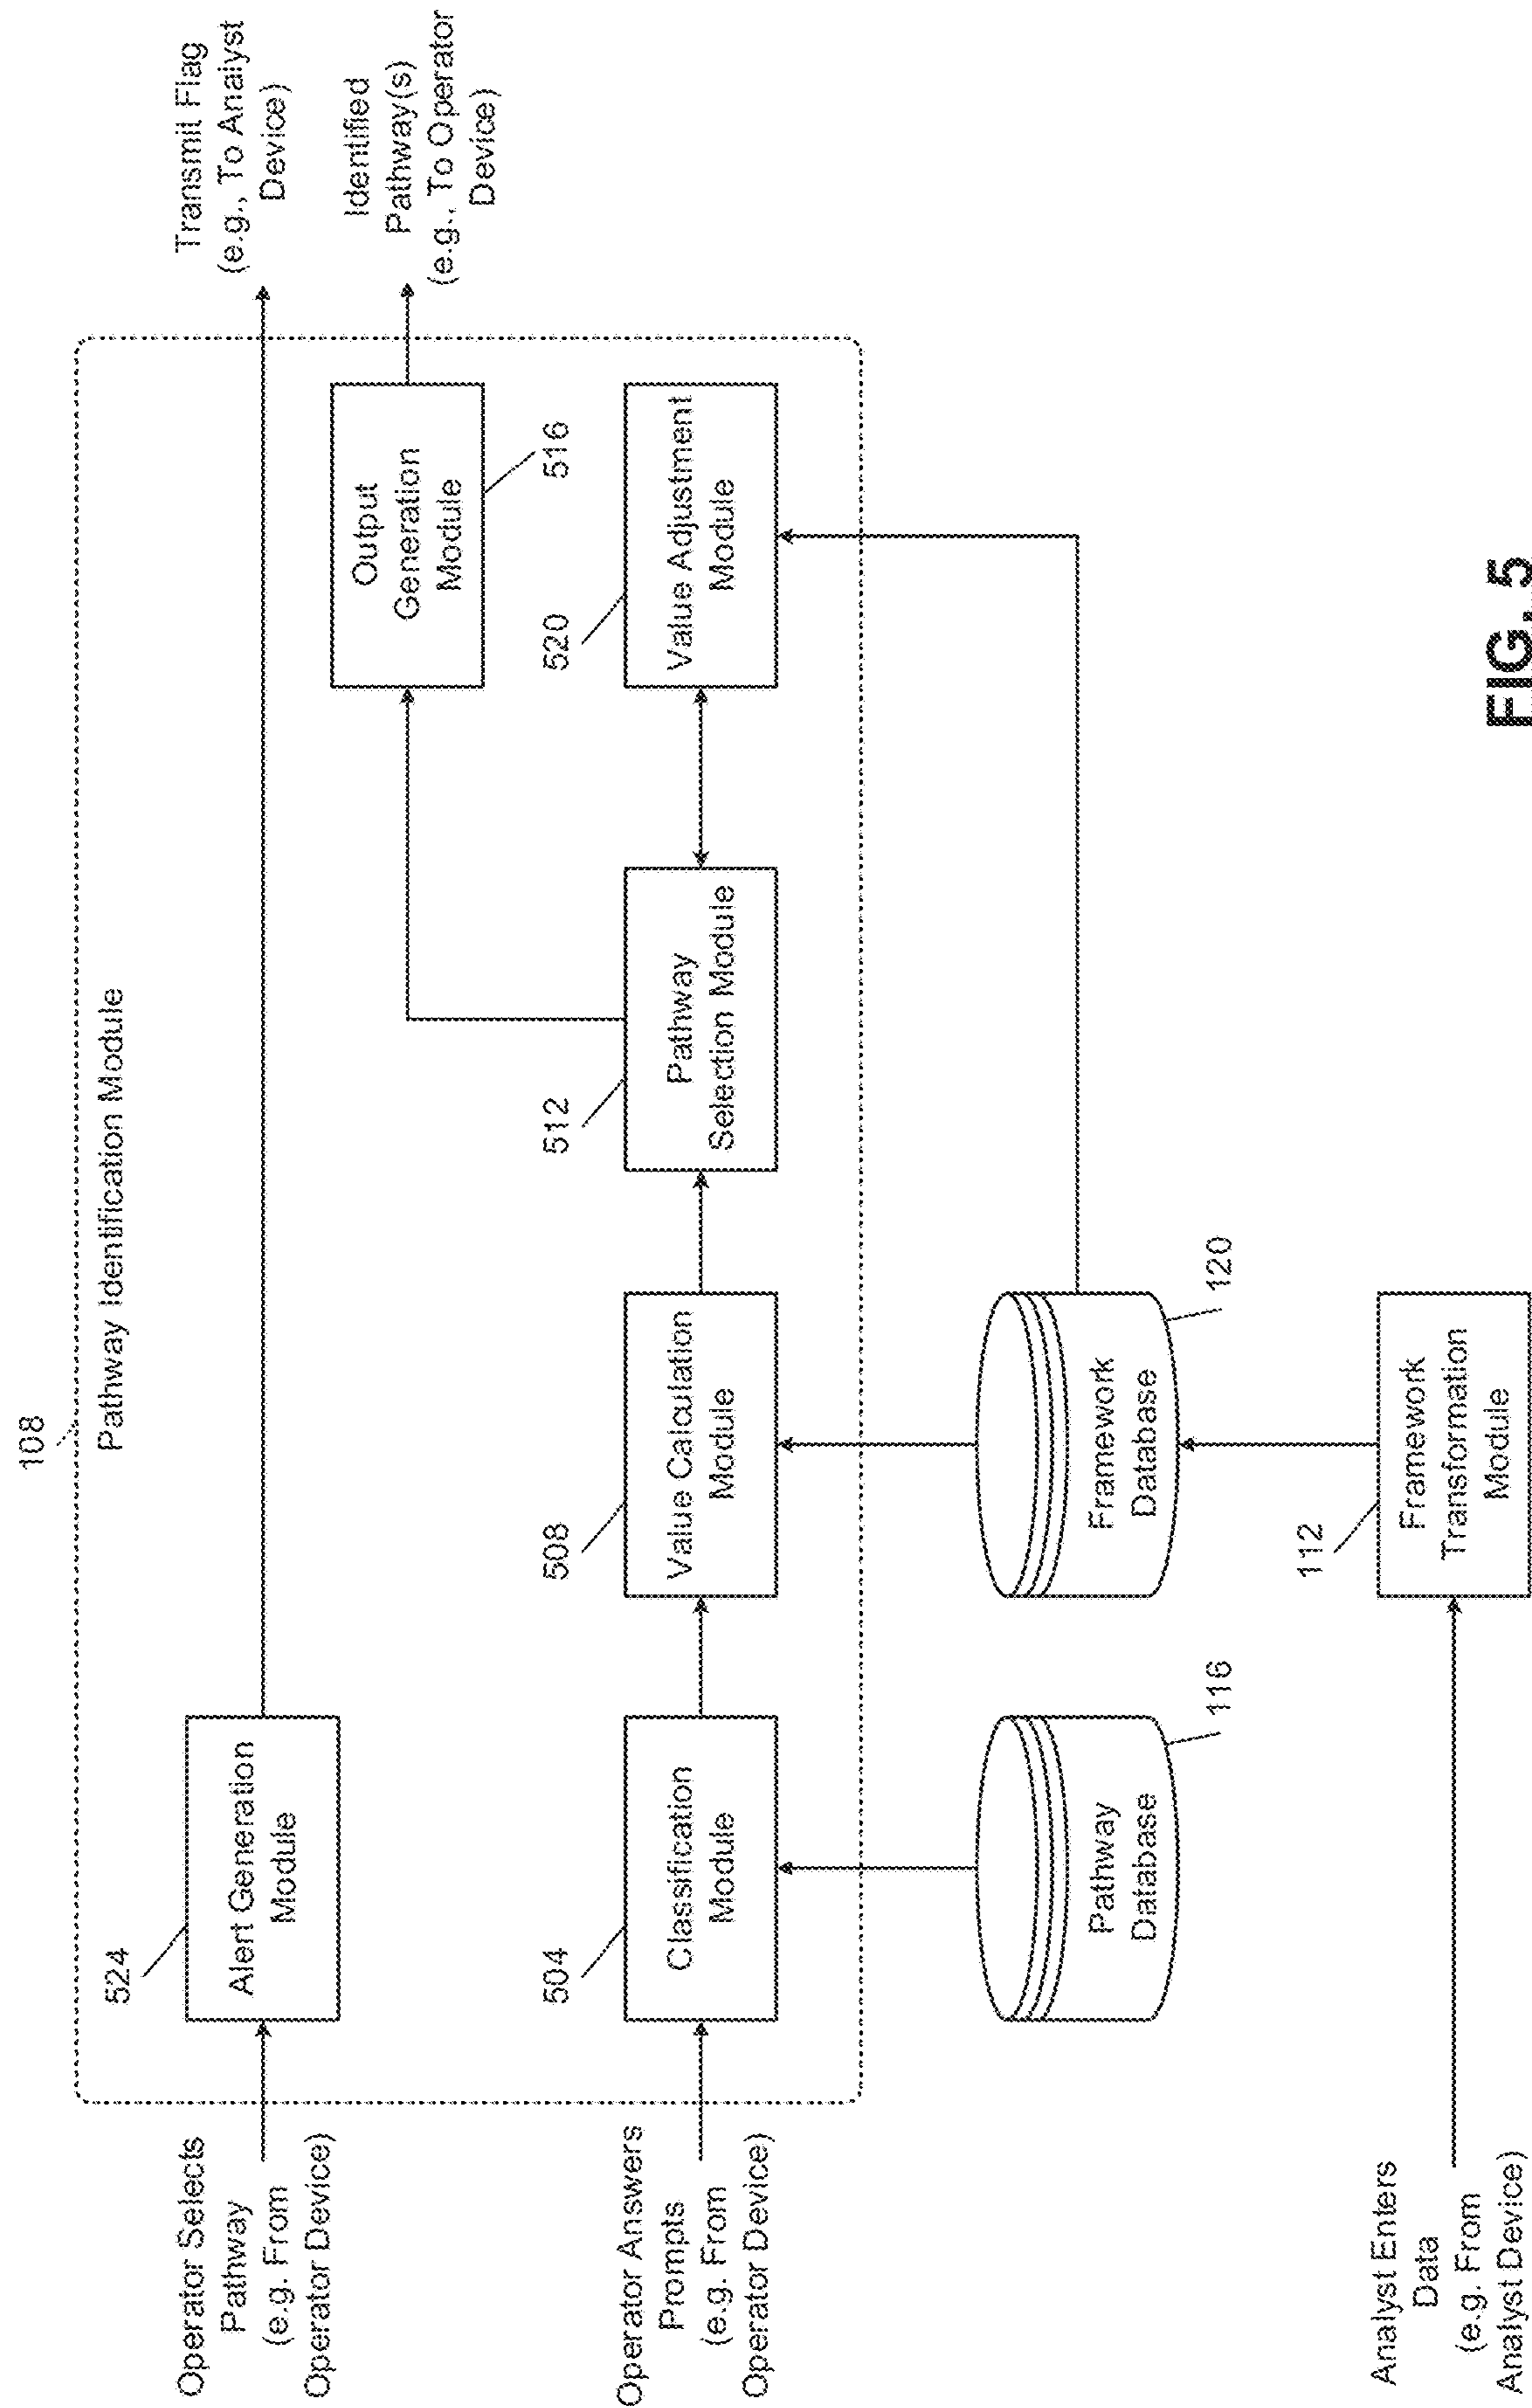 108
Pathway Identification Module
Operator Selects
Pathway
(e.g. From
Operator Device)
524
Alert Generation
Module
Transmit Flag
(e.g., To Analyst
Device)
Operator Answers
Prompts
(e.g. From
Operator Device)
504
Classification
Module
508
Value Calculation
Module
512
Pathway
Selection Module
Output
Generation
Module
516
Identified
Pathway(s)
(e.g., To Operator
Device)
520
Value Adjustment
Module
Pathway
Database
116
Framework
Database
120
Analyst Enters
Data
(e.g. From
Analyst Device)
112
Framework
Transformation
Module
FIG. 5